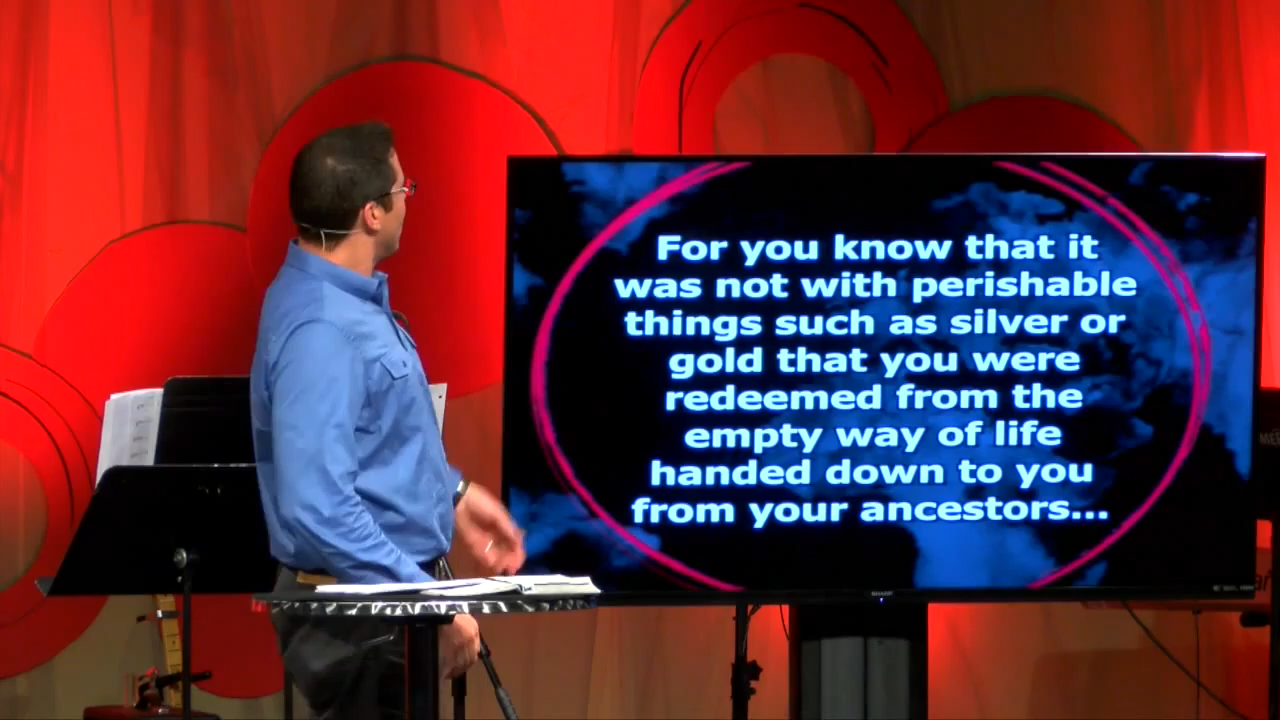 For you know that it
was not with perishable
things such as silver or
gold that you were
redeemed from the
empty way of life
handed down to you
from your ancestors...
SHARP